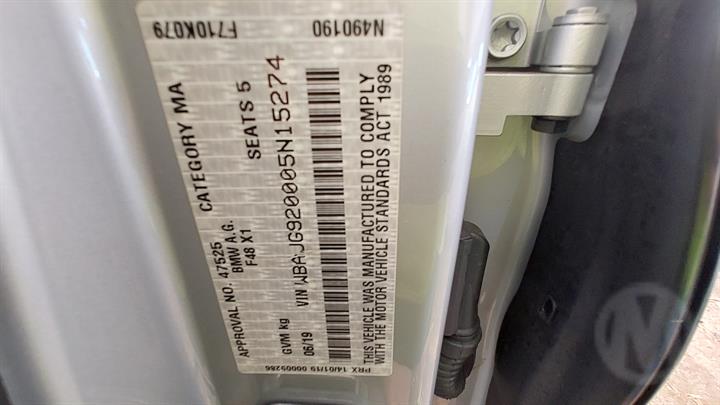 F710K079 N490190
APPROVAL NO. 47525 CATEGORY MA
BMW A.G.
F48 X1 SEATS 5
VIN WBAJG920005N15274
GVM kg
06/19
THIS VEHICLE WAS MANUFACTURED TO COMPLY
WITH THE MOTOR VEHICLE STANDARDS ACT 1989
PRX 14/01/19 00009286
N